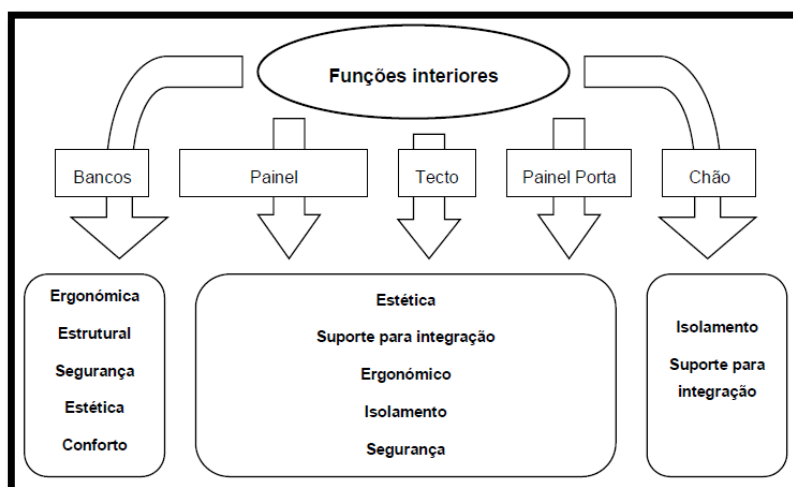 Funções interiores
Bancos
Painel
Tecto
Painel Porta
Chão
Ergonómica
Estrutural
Segurança
Estética
Conforto
Estética
Suporte para integração
Ergonómico
Isolamento
Segurança
Isolamento
Suporte para
integração